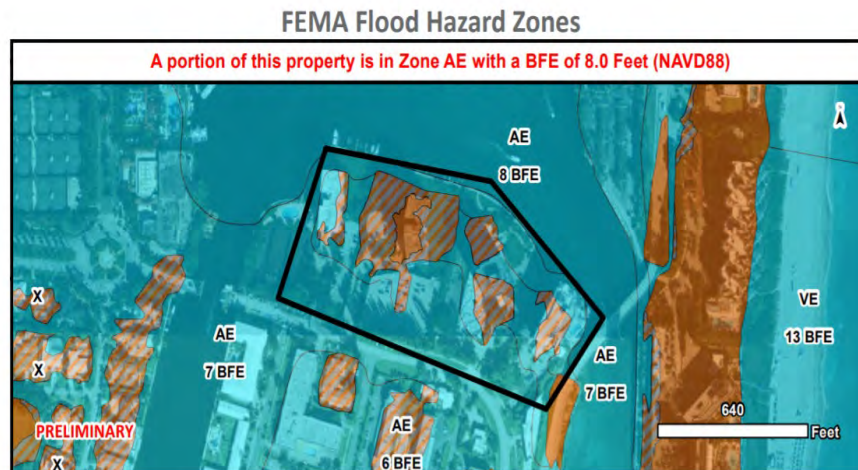 FEMA Flood Hazard Zones
A portion of this property is in Zone AE with a BFE of 8.0 Feet (NAVD88)
AE
8 BFE
X
AE
7 BFE
X
VE
13 BFE
AE
7 BFE
640
Feet
PRELIMINARY
AE
6 BFE
X